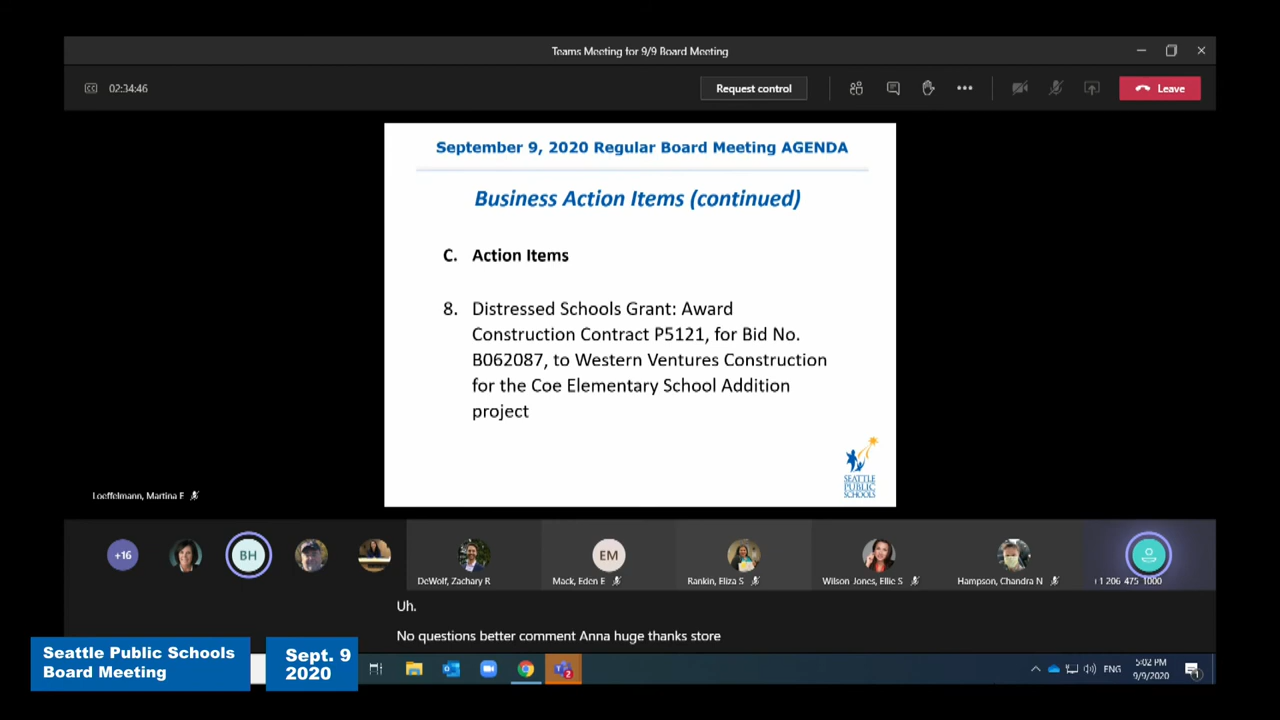 Teams Meeting for 9/9 Board Meeting
02:34:46
Request control
Leave
September 9, 2020 Regular Board Meeting AGENDA
Business Action Items (continued)
C. Action Items
8. Distressed Schools Grant: Award
Construction Contract P5121, for Bid No.
B062087, to Western Ventures Construction
for the Coe Elementary School Addition
project
SEATTLE
PUBLIC
SCHOOLS
Loeffelmann, Martina F
+16
BH
EM
DeWolf, Zachary R
Mack, Eden E
Rankin, Eliza S
Wilson Jones, Ellie S
Hampson, Chandra N
+1 206-475-1000
Uh.
No questions better comment Anna huge thanks store
Seattle Public Schools
Board Meeting
Sept. 9
2020
2
ENG
5:02 PM
9/9/2020
1